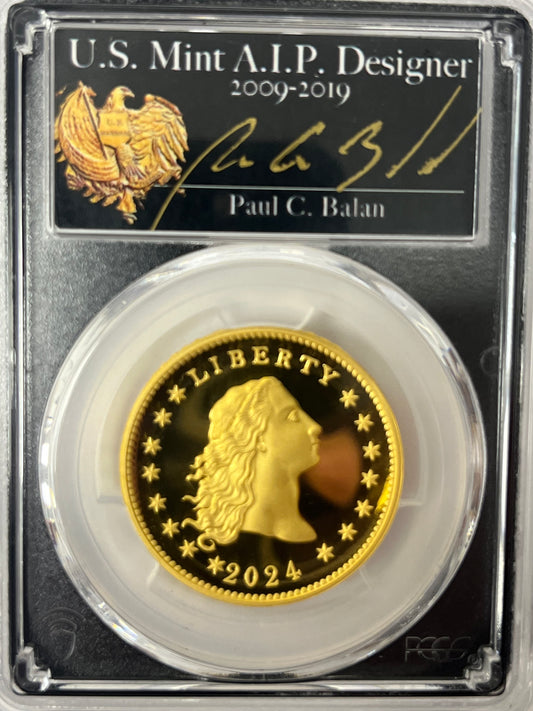 U.S. Mint A.I.P. Designer
2009-2019
Paul C. Balan
LIBERTY
2024
PCGS